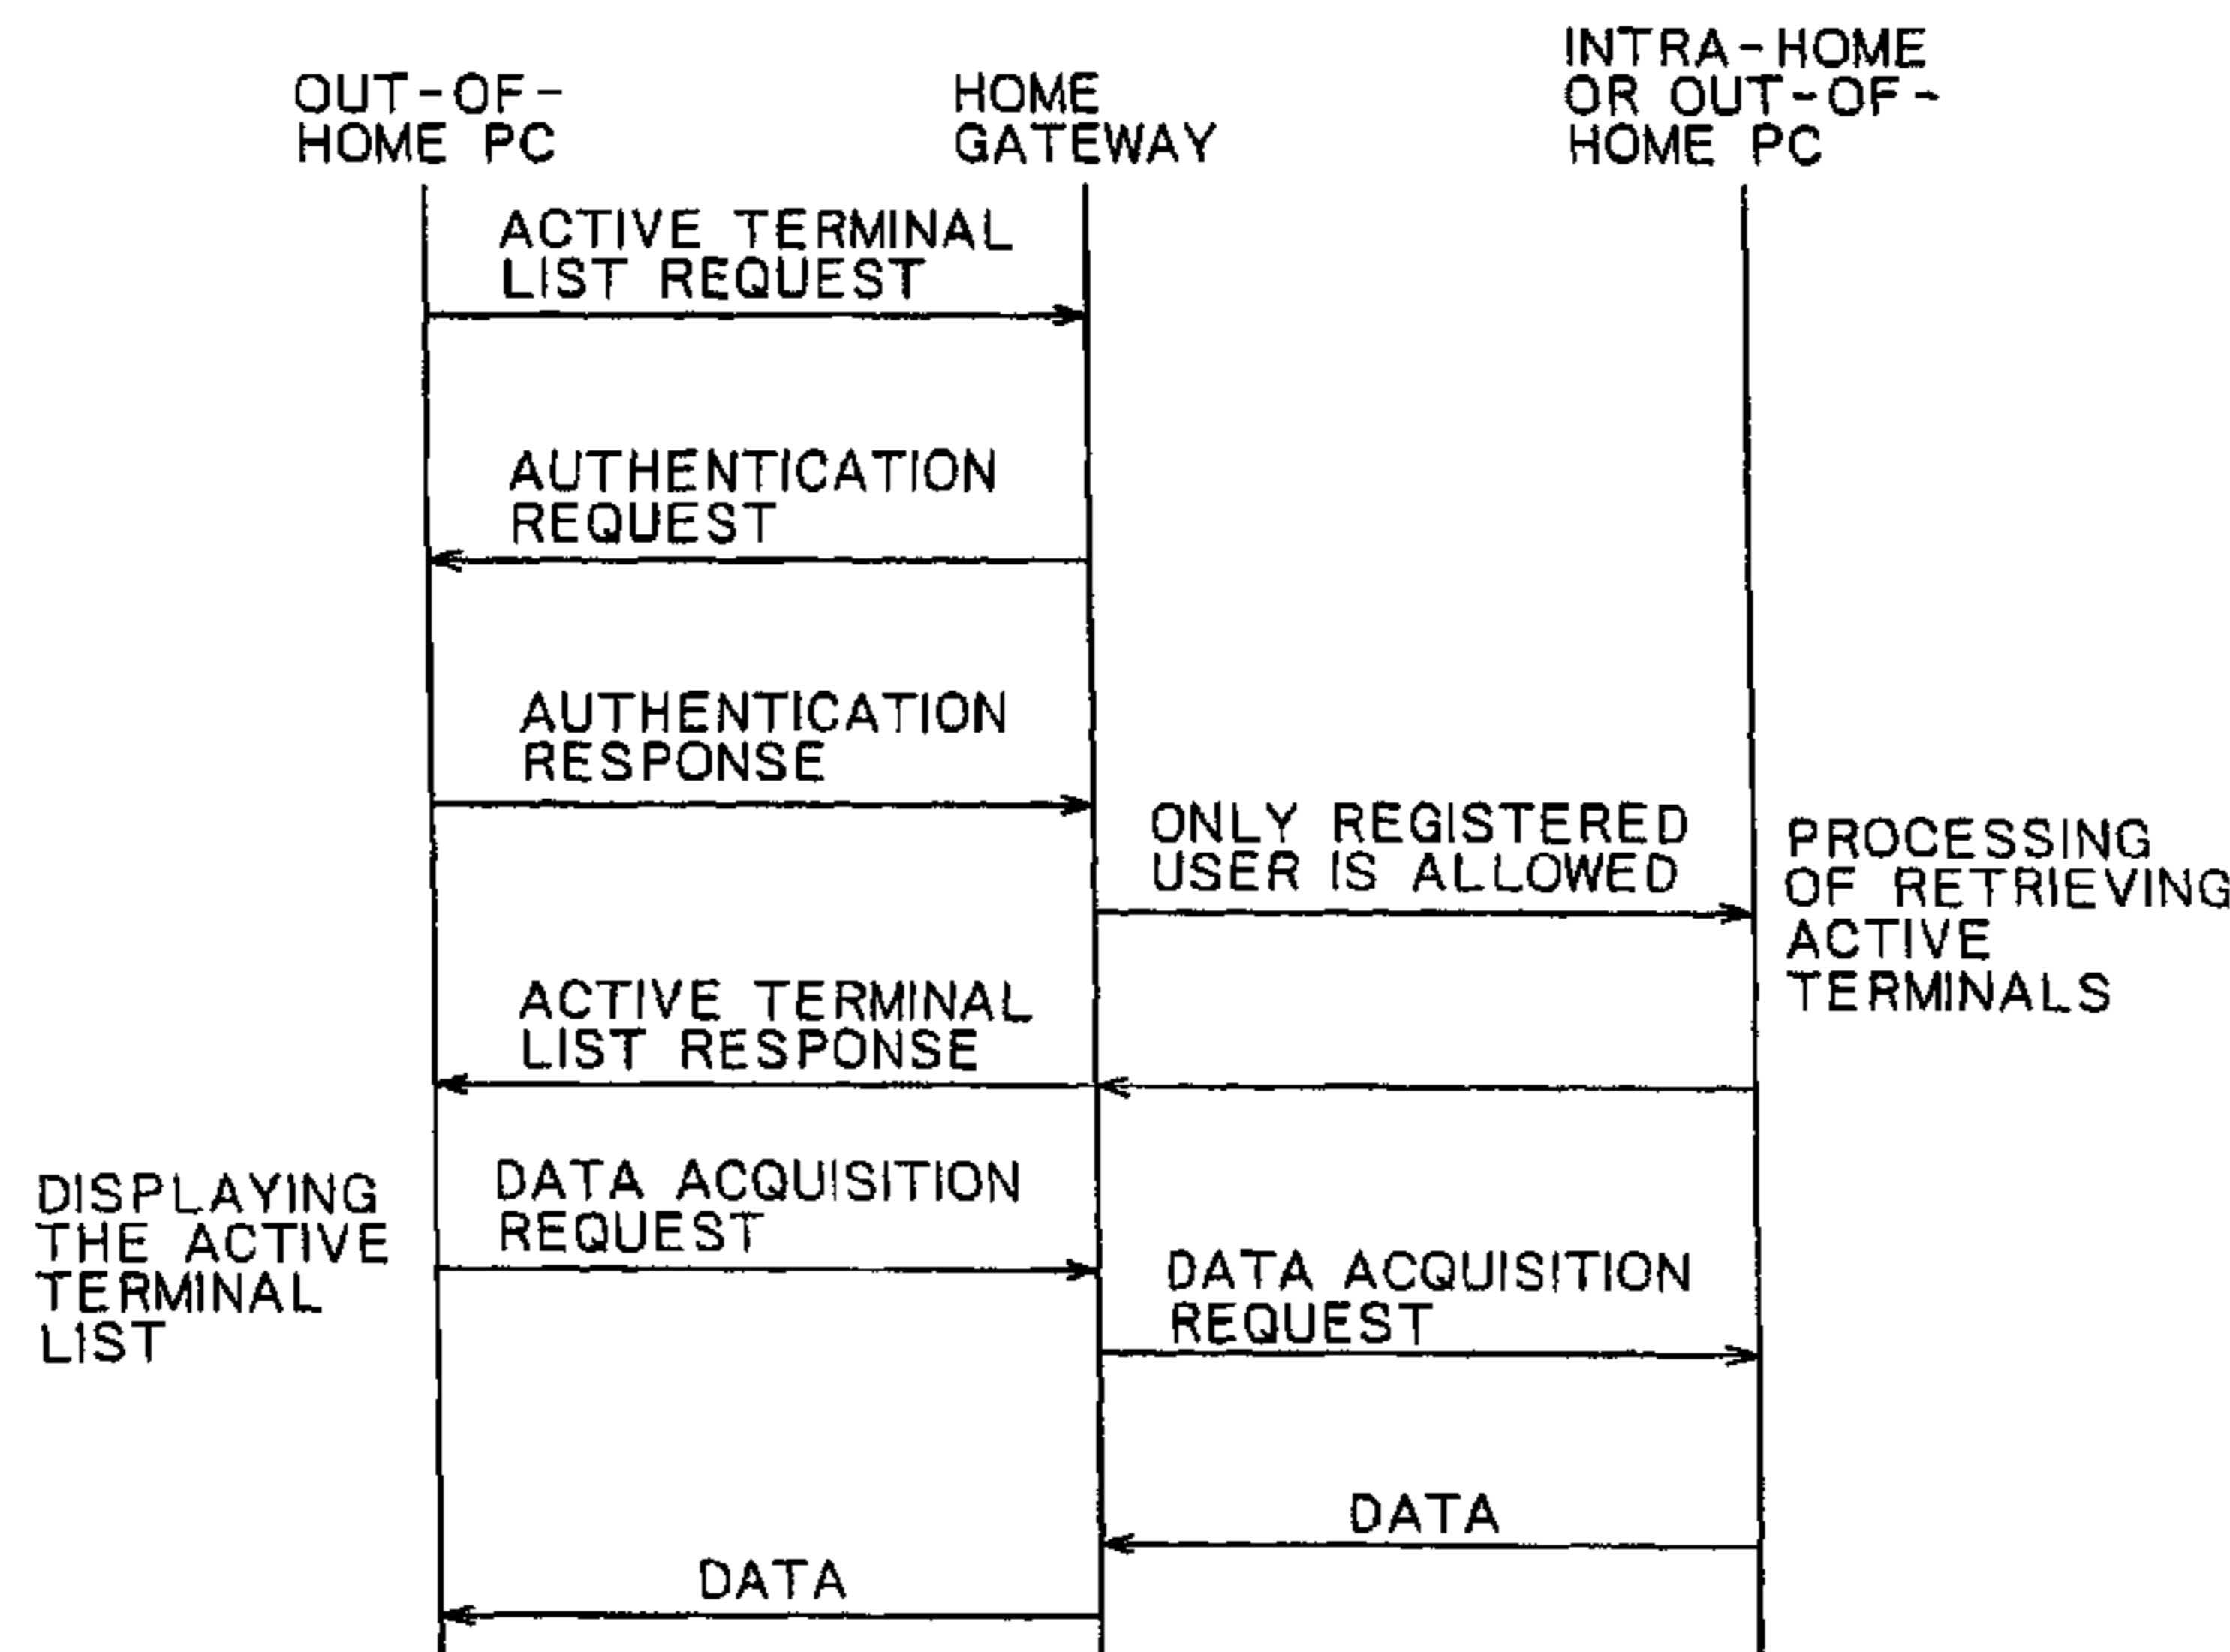 OUT-OF-
HOME PC
HOME
GATEWAY
INTRA-HOME
OR OUT-OF-
HOME PC
ACTIVE TERMINAL
LIST REQUEST
AUTHENTICATION
REQUEST
AUTHENTICATION
RESPONSE
ONLY REGISTERED
USER IS ALLOWED
PROCESSING
OF RETRIEVING
ACTIVE
TERMINALS
ACTIVE TERMINAL
LIST RESPONSE
DISPLAYING
THE ACTIVE
TERMINAL
LIST
DATA ACQUISITION
REQUEST
DATA ACQUISITION
REQUEST
DATA
DATA